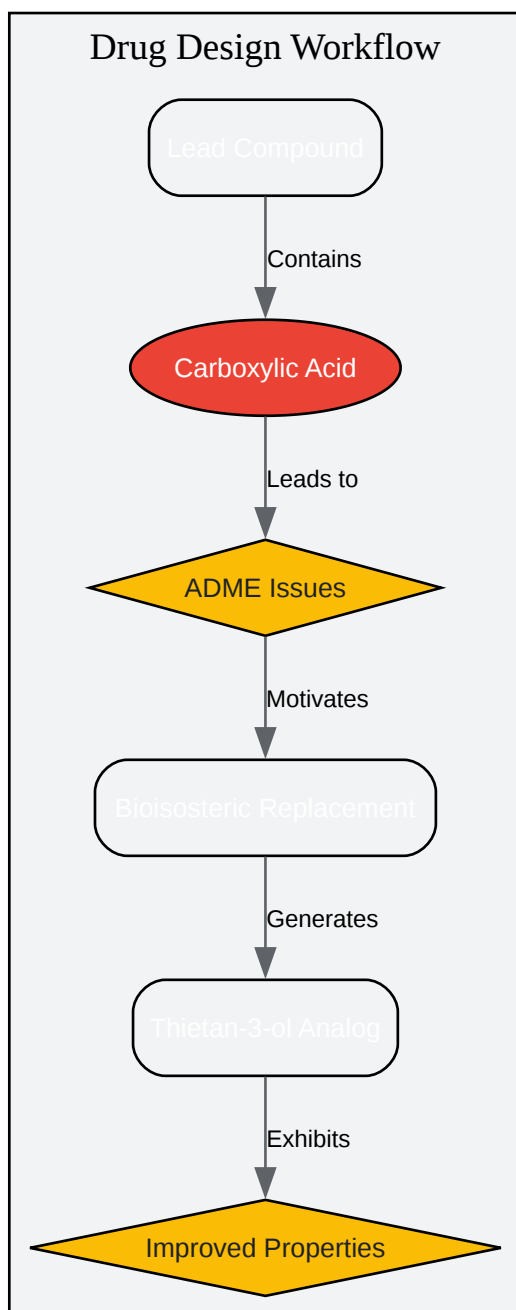 Drug Design Workflow
Lead Compound
Contains
Carboxylic Acid
Leads to
ADME Issues
Motivates
Bioisosteric Replacement
Generates
Thietan-3-ol Analog
Exhibits
Improved Properties